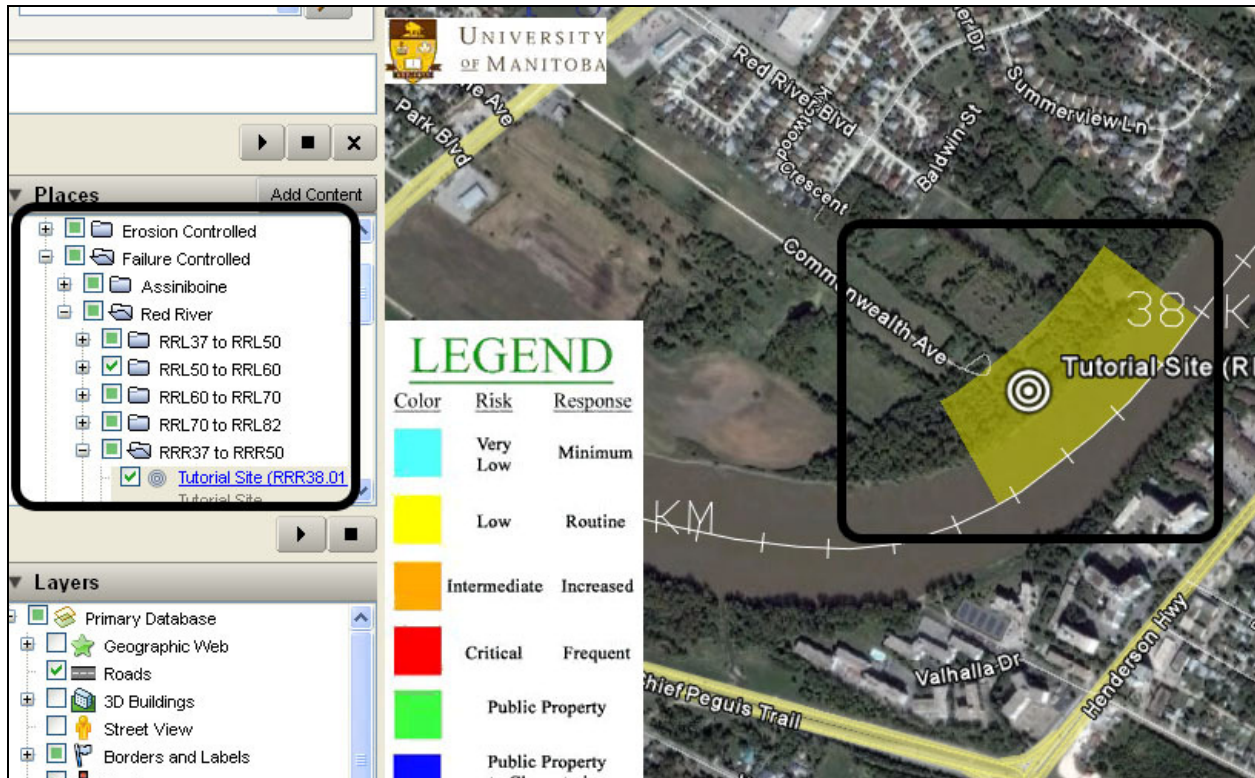 UNIVERSITY
OF MANITOBA
Places
Add Content
Erosion Controlled
Failure Controlled
Assiniboine
Red River
RRL37 to RRL50
RRL50 to RRL60
RRL60 to RRL70
RRL70 to RRL82
RRR37 to RRR50
Tutorial Site (RRR38.01
Tutorial Site
Layers
Primary Database
Geographic Web
Roads
3D Buildings
Street View
Borders and Labels
LEGEND
Color Risk Response
Very
Low
Minimum
Low Routine
Intermediate Increased
Critical Frequent
Public Property
Public Property
Ave
Park Blvd
Red River Blvd
Kingswood
Crescent
Baldwin St
Dr
Summerview Ln
Commonwealth Ave
38 K
Tutorial Site (R
KM
Valhalla Dr
Henderson Hwy
Chief Peguis Trail